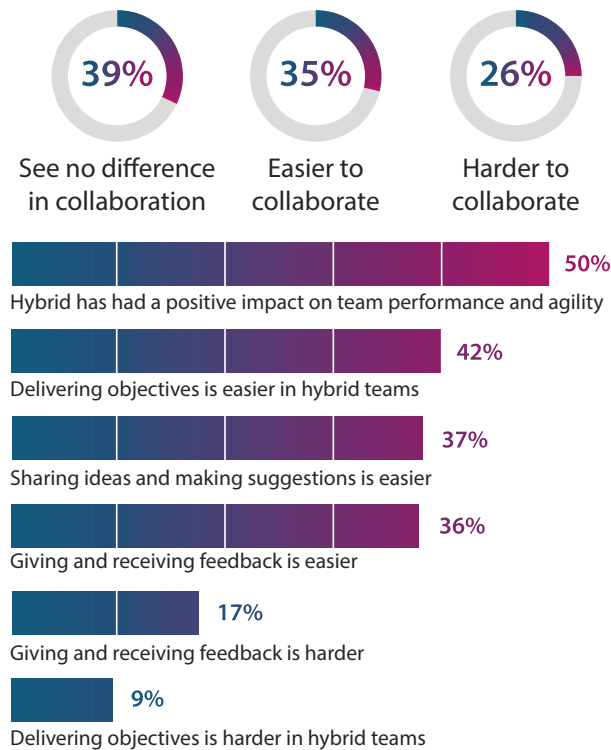 39%
35%
26%
See no difference
in collaboration
Easier to
collaborate
Harder to
collaborate
50%
Hybrid has had a positive impact on team performance and agility
42%
Delivering objectives is easier in hybrid teams
37%
Sharing ideas and making suggestions is easier
36%
Giving and receiving feedback is easier
17%
Giving and receiving feedback is harder
9%
Delivering objectives is harder in hybrid teams